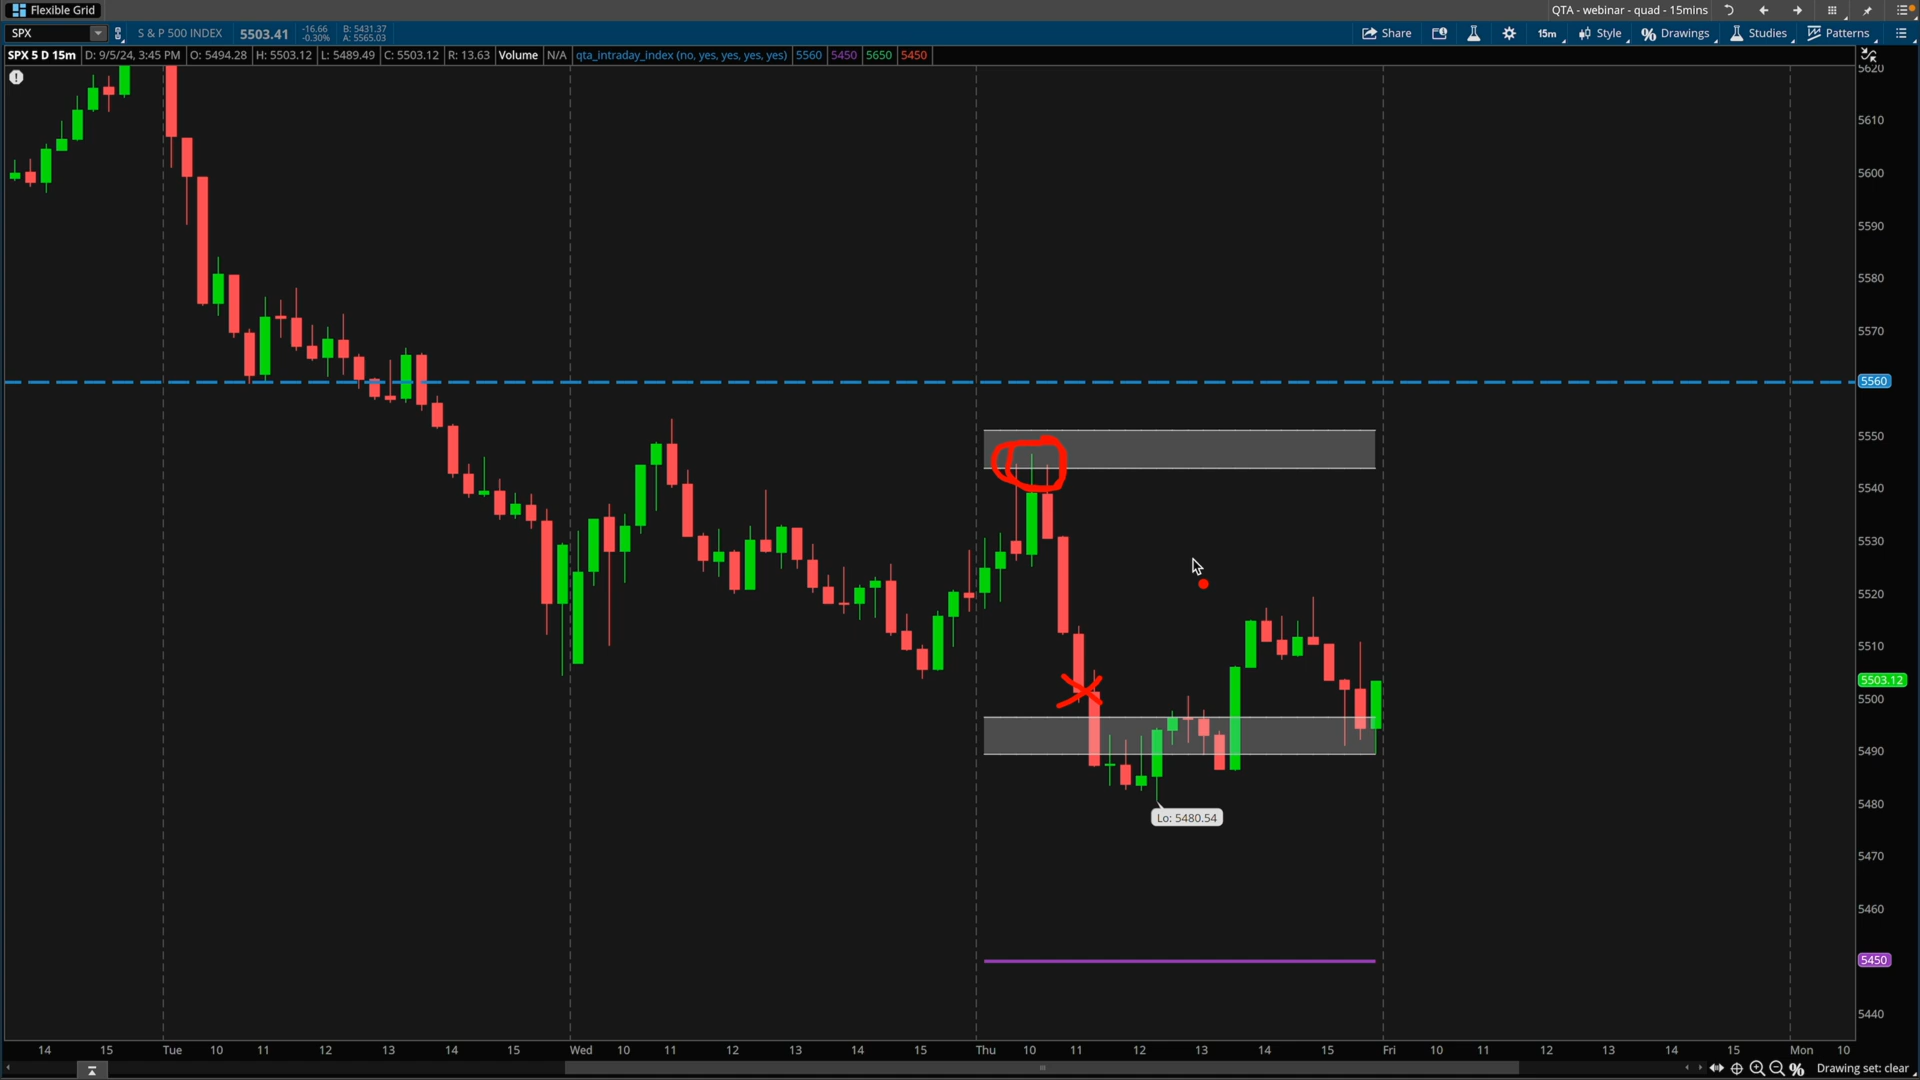 Flexible Grid
QTA - webinar - quad - 15mins
SPX
S & P 500 INDEX
5503.41
-16.66
-0.30%
B: 5431.37
A: 5565.03
Share
15m
Style
Drawings
Studies
Patterns
SPX 5 D 15m
D: 9/5/24, 3:45 PM
O: 5494.28
H: 5503.12
L: 5489.49
C: 5503.12
R: 13.63
Volume
N/A
qta_intraday_index (no, yes, yes, yes, yes)
5560
5450
5650
5450
5620
5610
5600
5590
5580
5570
5560
5550
5540
5530
5520
5510
5503.12
5500
5490
5480
5470
5460
5450
5440
Lo: 5480.54
14 15 Tue 10 11 12 13 14 15 Wed 10 11 12 13 14 15 Thu 10 11 12 13 14 15 Fri 10 11 12 13 14 15 Mon 10
Drawing set: clear